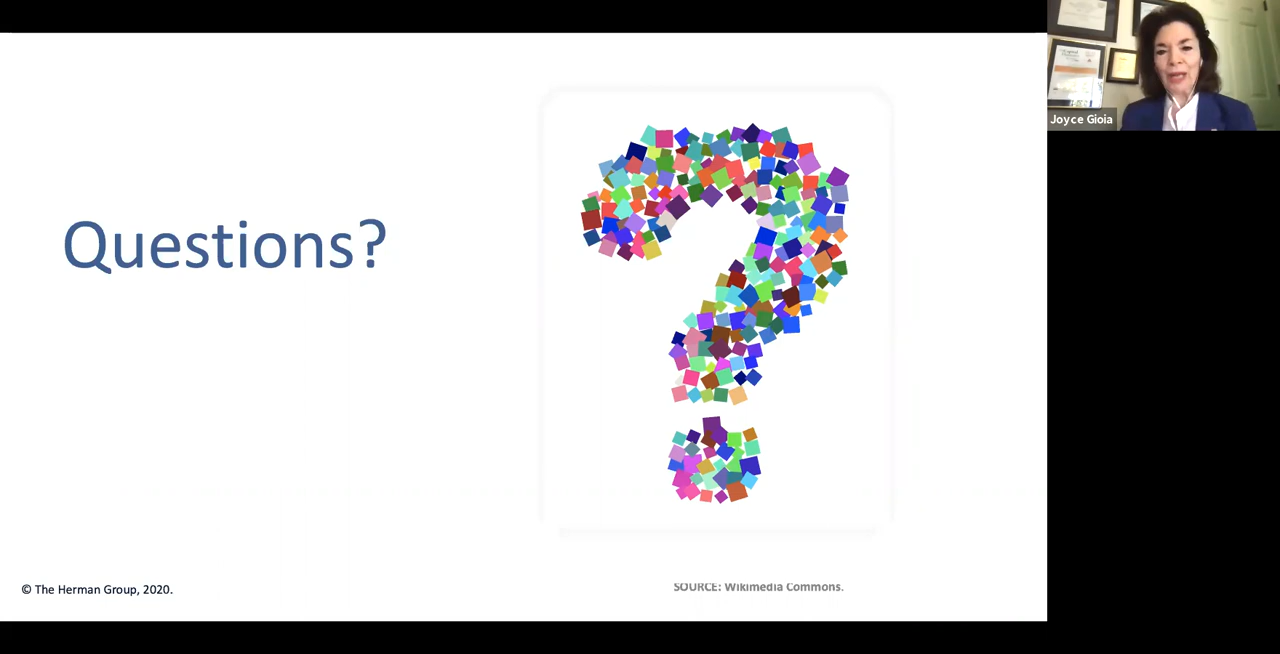 Questions?
Joyce Gioia
© The Herman Group, 2020.
SOURCE: Wikimedia Commons.